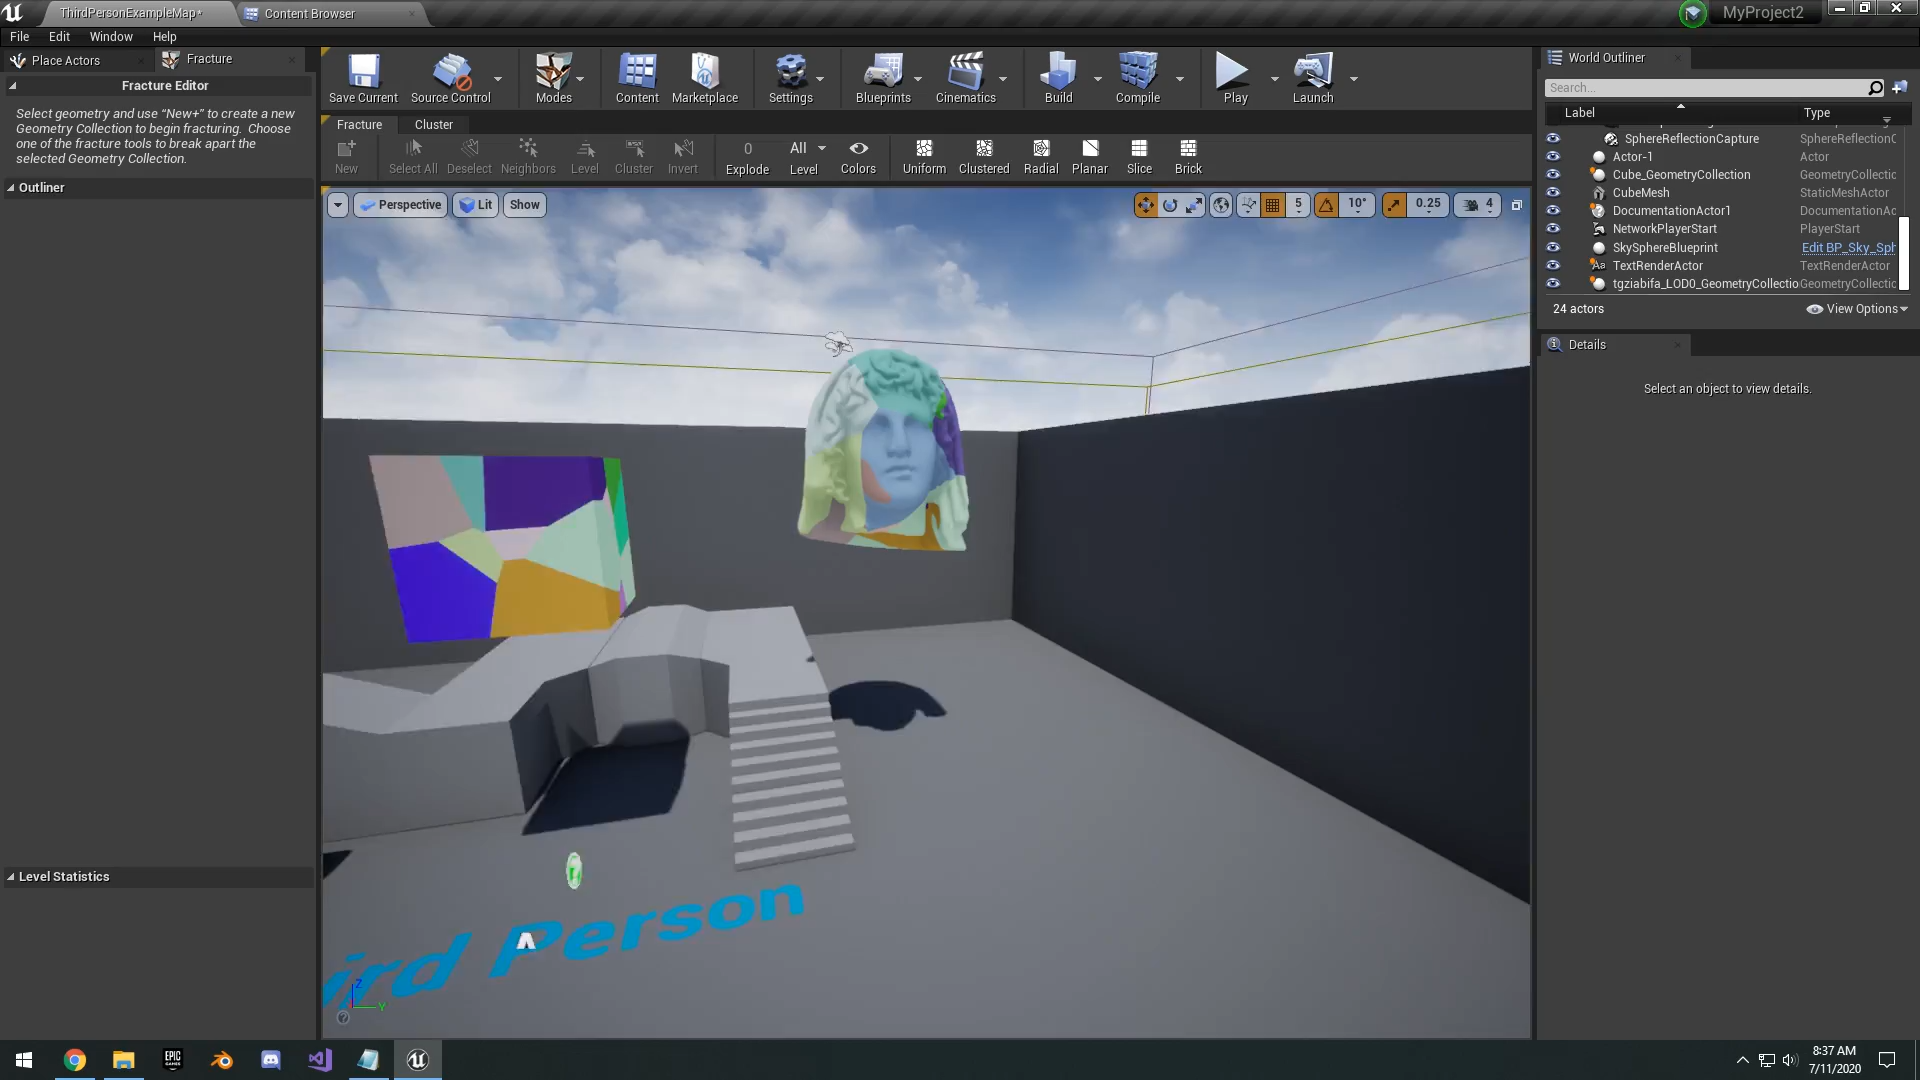 ThirdPersonExampleMap*
Content Browser
MyProject2
File Edit Window Help
Place Actors
Fracture
Fracture Editor
Select geometry and use “New+” to create a new
Geometry Collection to begin fracturing. Choose
one of the fracture tools to break apart the
selected Geometry Collection.
Outliner
Level Statistics
Save Current
Source Control
Modes
Content
Marketplace
Settings
Blueprints
Cinematics
Build
Compile
Play
Launch
Fracture
Cluster
New
Select All
Deselect
Neighbors
Level
Cluster
Invert
0
Explode
All
Level
Colors
Uniform
Clustered
Radial
Planar
Slice
Brick
Perspective
Lit
Show
5
10°
0.25
4
ird Person
Z
Y
World Outliner
Search...
Label Type
SphereReflectionCapture SphereReflectionC
Actor-1 Actor
Cube_GeometryCollection GeometryCollectic
CubeMesh StaticMeshActor
DocumentationActor1 DocumentationAc
NetworkPlayerStart PlayerStart
SkySphereBlueprint Edit BP_Sky_Sph
TextRenderActor TextRenderActor
tgziabifa_LOD0_GeometryCollectio GeometryCollectic
24 actors
View Options
Details
Select an object to view details.
EPIC
GAMES
8:37 AM
7/11/2020